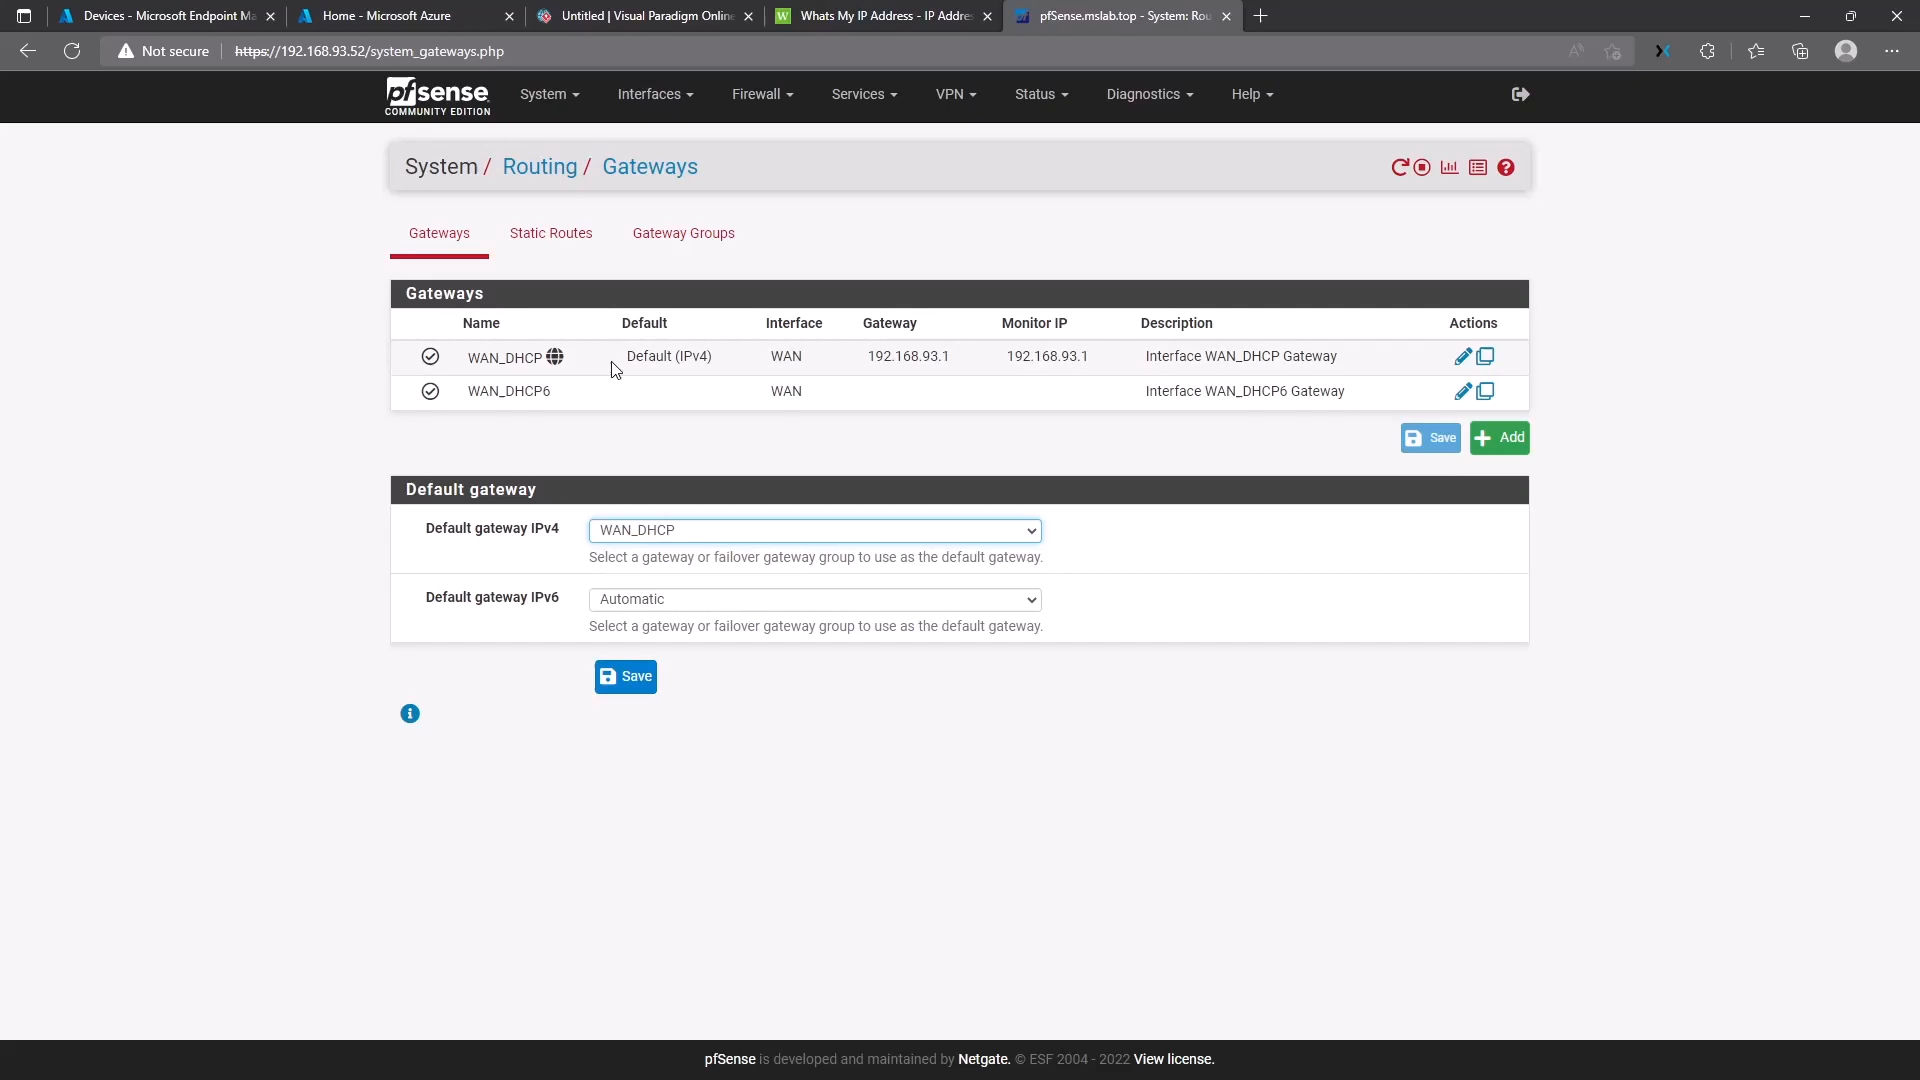 Devices - Microsoft Endpoint Ma
Home - Microsoft Azure
Untitled | Visual Paradigm Online
Whats My IP Address - IP Addres
pfSense.mslab.top - System: Rou
Not secure
https://192.168.93.52/system_gateways.php
pfsense
COMMUNITY EDITION
System
Interfaces
Firewall
Services
VPN
Status
Diagnostics
Help
System / Routing / Gateways
Gateways
Static Routes
Gateway Groups
Gateways
Name Default Interface Gateway Monitor IP Description Actions
WAN_DHCP Default (IPv4) WAN 192.168.93.1 192.168.93.1 Interface WAN_DHCP Gateway
WAN_DHCP6 WAN Interface WAN_DHCP6 Gateway
Save
Add
Default gateway
Default gateway IPv4 WAN_DHCP
Select a gateway or failover gateway group to use as the default gateway.
Default gateway IPv6 Automatic
Select a gateway or failover gateway group to use as the default gateway.
Save
pfSense is developed and maintained by Netgate. © ESF 2004 - 2022 View license.